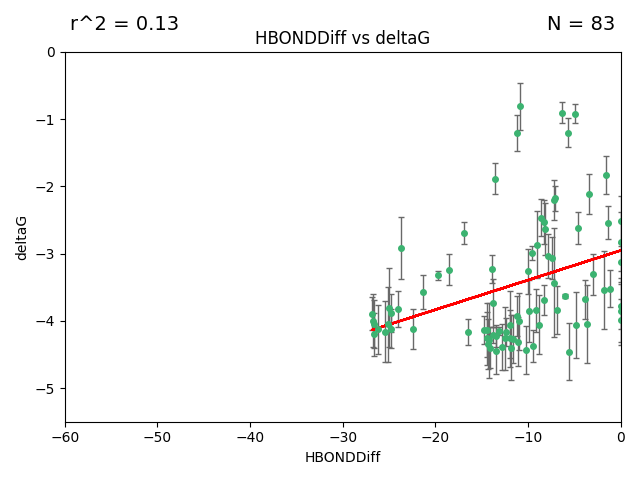 r^2 = 0.13
N = 83
HBONDDiff vs deltaG
deltaG
0
−1
−2
−3
−4
−5
−60
−50
−40
−30
−20
−10
0
HBONDDiff